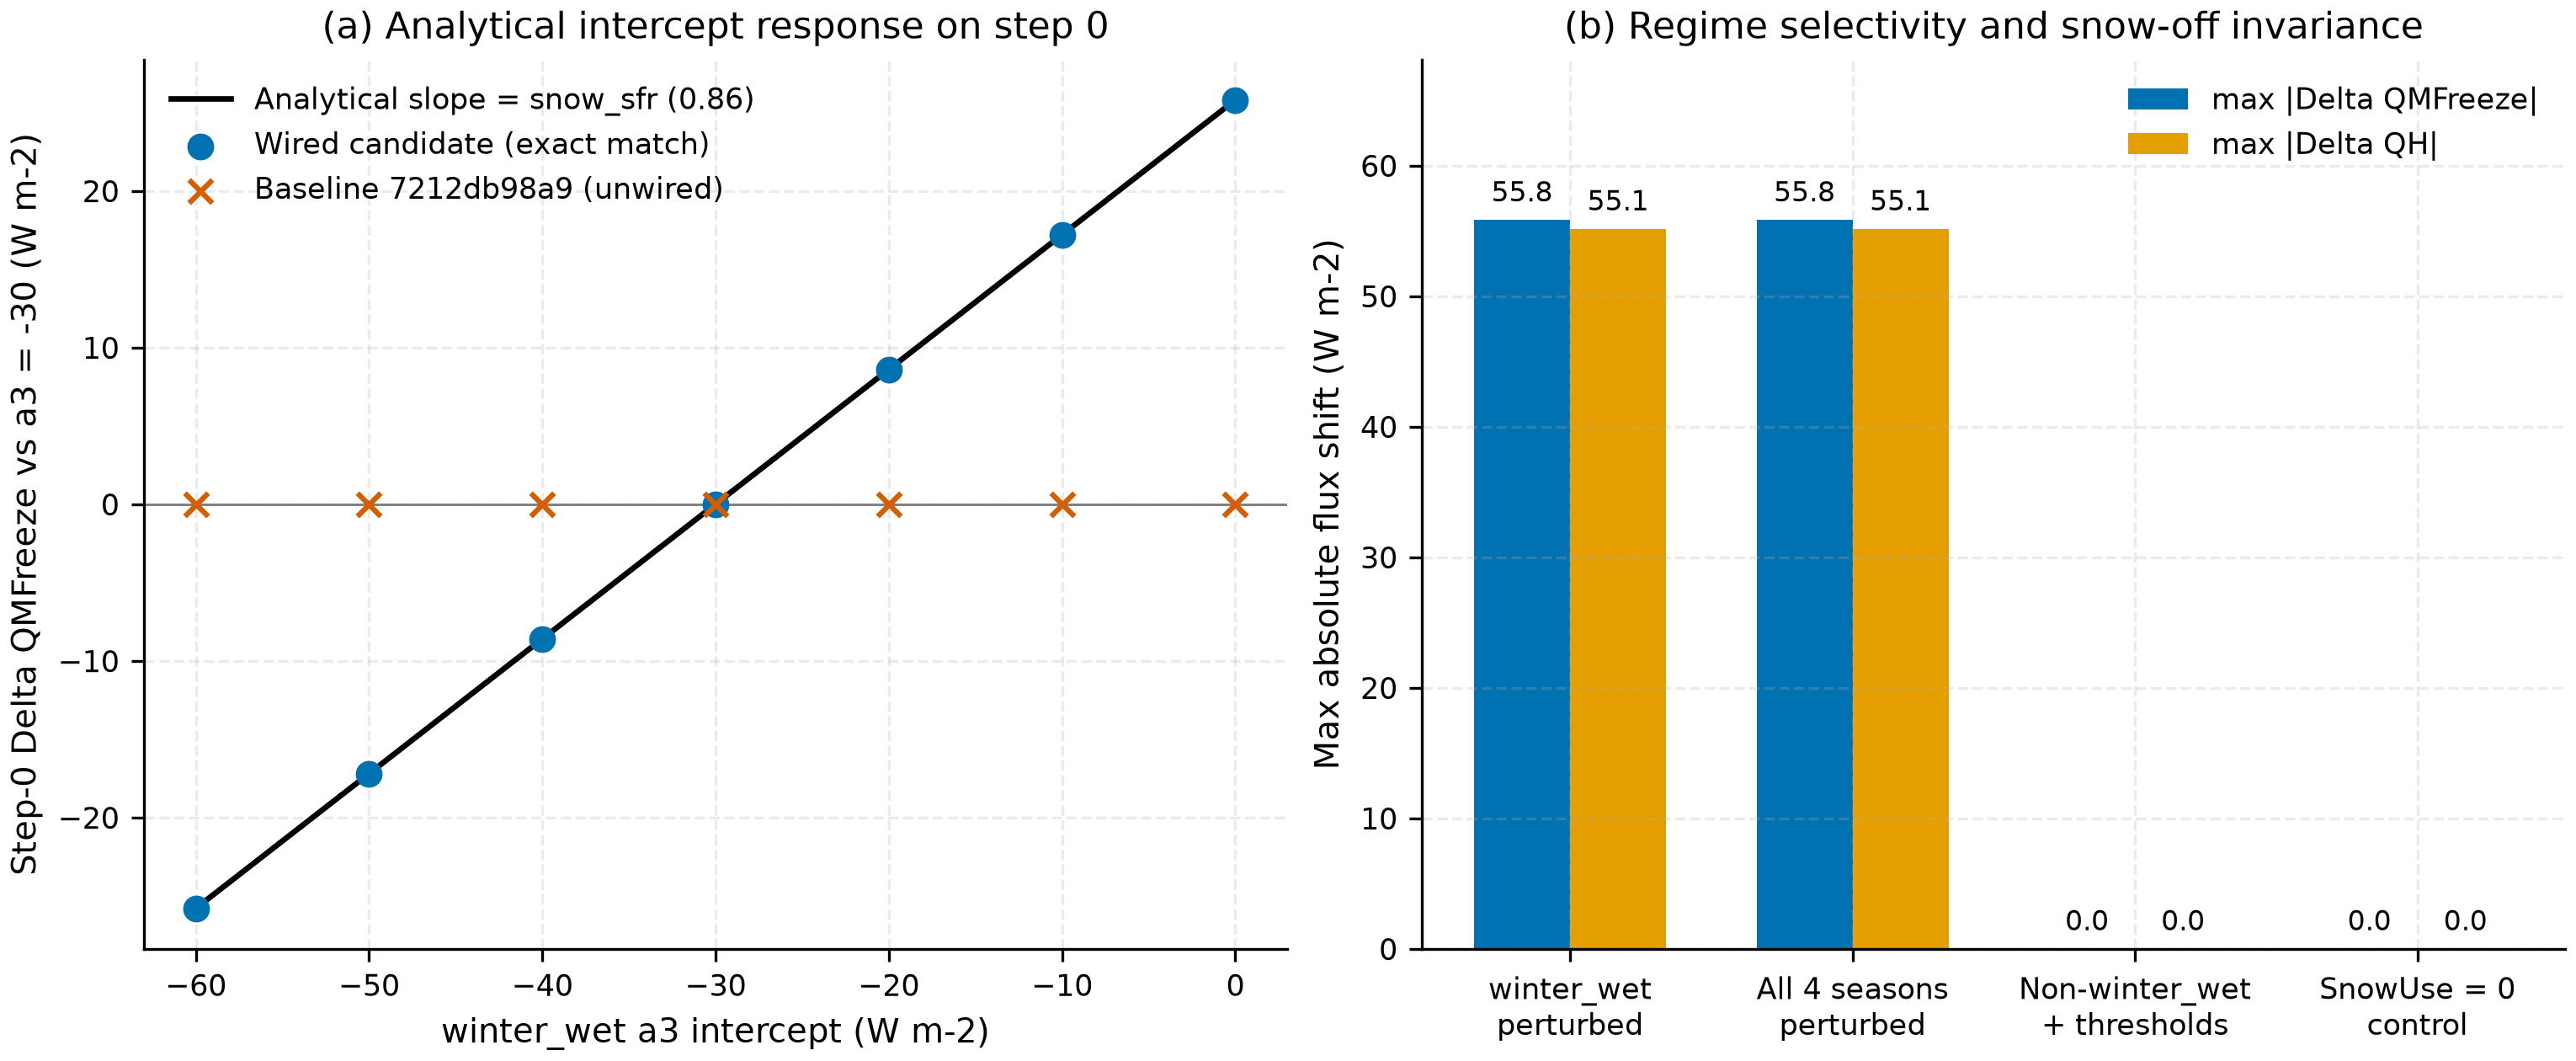 (a) Analytical intercept response on step 0
Analytical slope = snow_sfr (0.86)
Wired candidate (exact match)
Baseline 7212db98a9 (unwired)
Step-0 Delta QMFreeze vs a3 = -30 (W m-2)
20
10
0
−10
−20
−60
−50
−40
−30
−20
−10
0
winter_wet a3 intercept (W m-2)
(b) Regime selectivity and snow-off invariance
max |Delta QMFreeze|
max |Delta QH|
Max absolute flux shift (W m-2)
60
50
40
30
20
10
0
55.8
55.1
55.8
55.1
0.0
0.0
0.0
0.0
winter_wet
perturbed
All 4 seasons
perturbed
Non-winter_wet
+ thresholds
SnowUse = 0
control